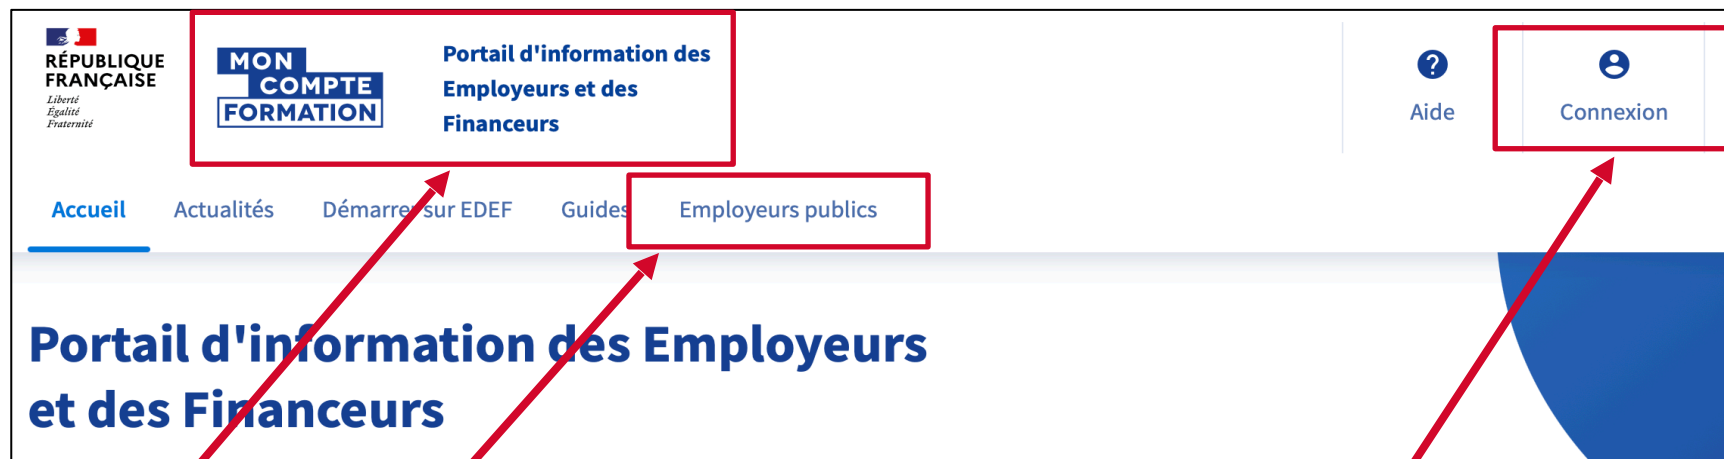 RÉPUBLIQUE
FRANÇAISE
Liberté
Égalité
Fraternité
MON
COMPTE
FORMATION
Portail d'information des
Employeurs et des
Financeurs
Aide
Connexion
Accueil Actualités Démarrer sur EDEF Guides Employeurs publics
Portail d'information des Employeurs
et des Financeurs